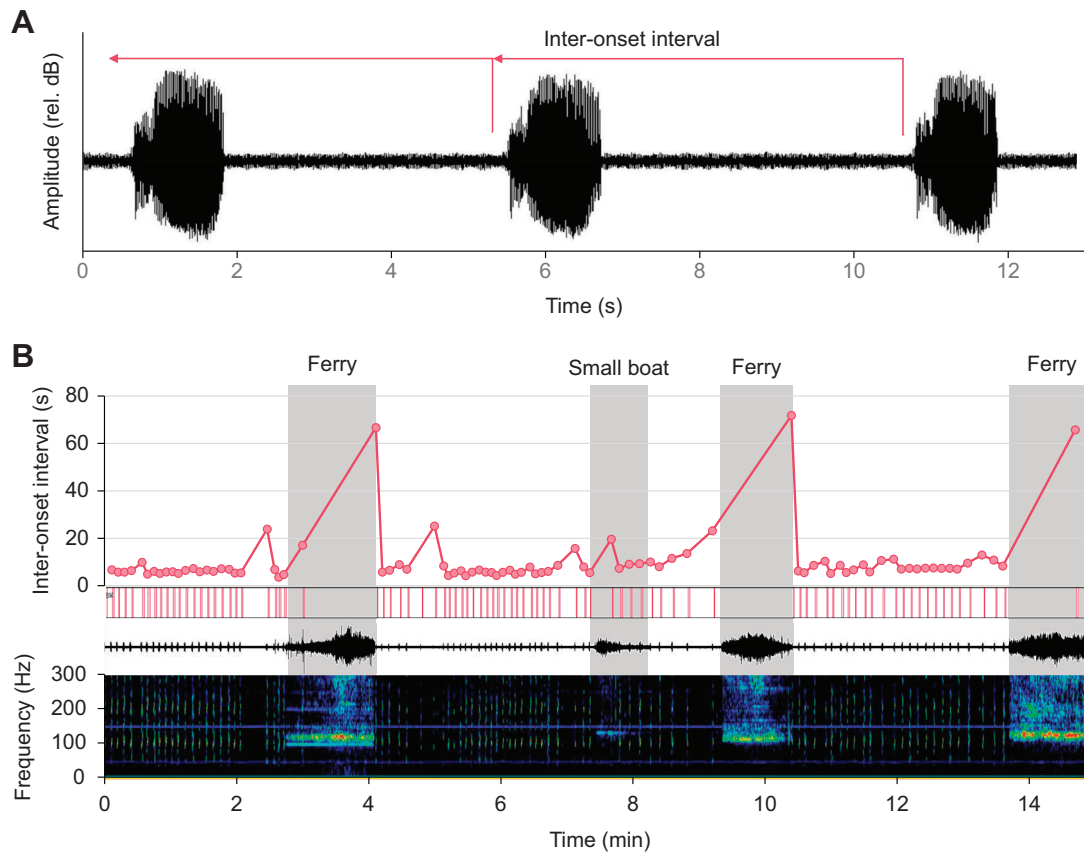 A
Inter-onset interval
Amplitude (rel. dB)
0 2 4 6 8 10 12
Time (s)
B
Ferry Small boat Ferry Ferry
Inter-onset interval (s)
80
60
40
20
0
Frequency (Hz)
300
200
100
0
0 2 4 6 8 10 12 14
Time (min)